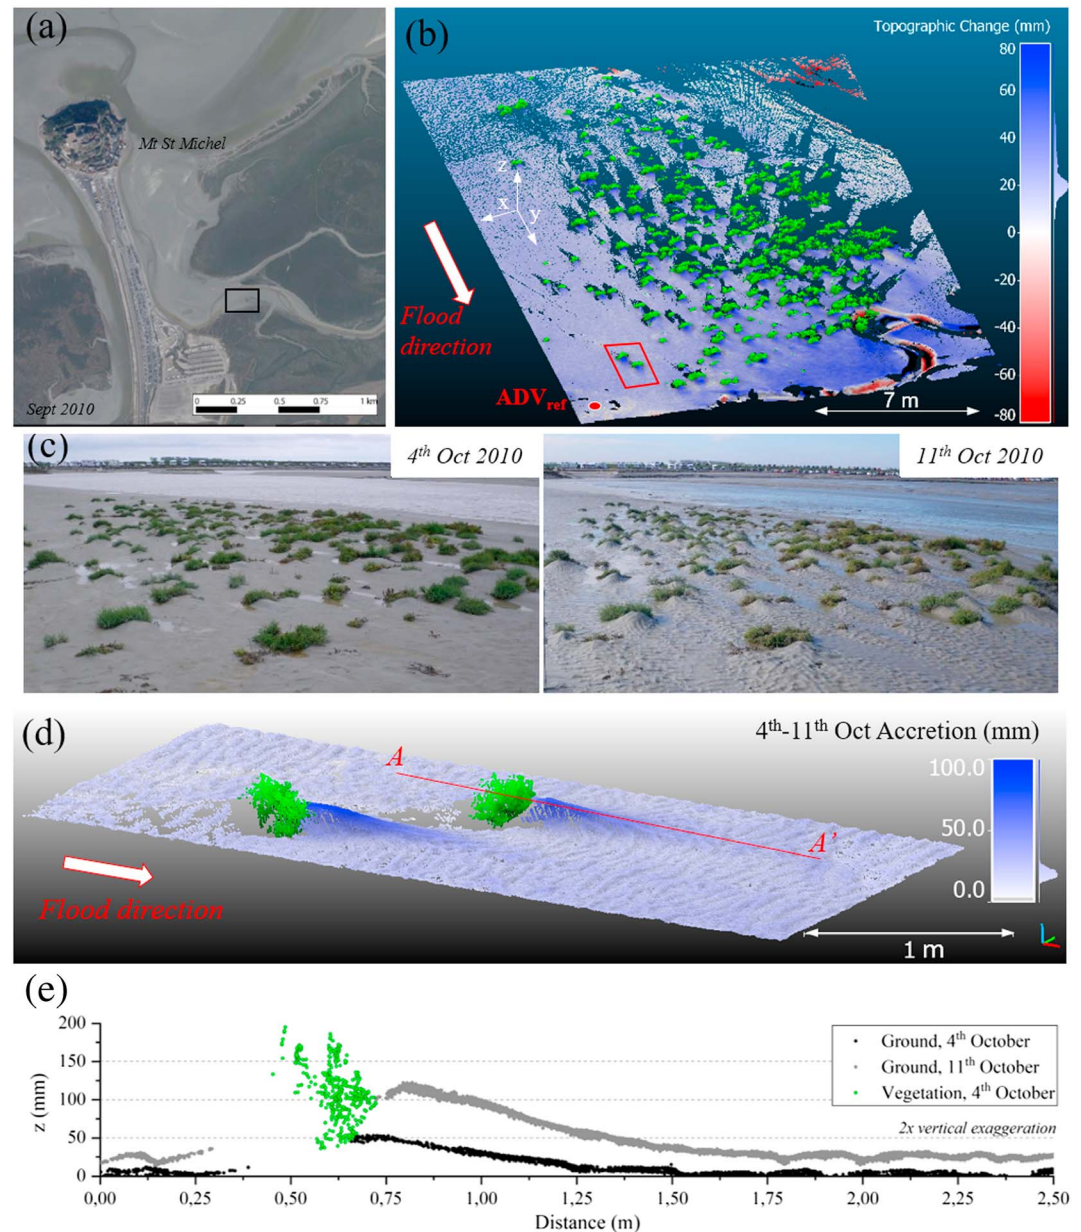 (a)
Mt St Michel
Sept 2010
0 0.25 0.5 0.75 1 km
(b)
Topographic Change (mm)
80
60
40
20
0
-20
-40
-60
-80
z
x
y
Flood
direction
ADVref
7 m
(c)
4th Oct 2010
11th Oct 2010
(d)
4th-11th Oct Accretion (mm)
100.0
50.0
0.0
A
A’
Flood direction
1 m
(e)
z (mm)
200
150
100
50
0
Ground, 4th October
Ground, 11th October
Vegetation, 4th October
2x vertical exaggeration
0,00 0,25 0,50 0,75 1,00 1,25 1,50 1,75 2,00 2,25 2,50
Distance (m)